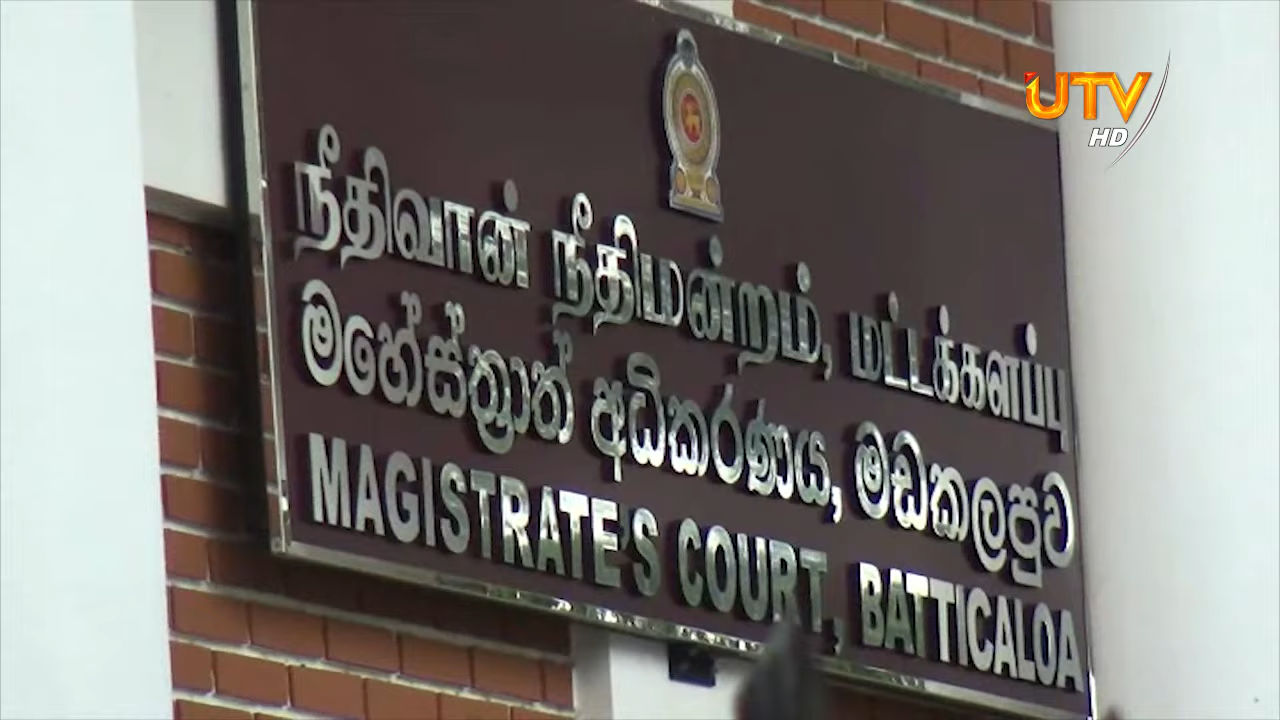 UTV
HD
நீதிவான் நீதிமன்றம், மட்டக்களப்பு
මහේස්ත්‍රාත් අධිකරණය, මඩකලපුව
MAGISTRATE'S COURT, BATTICALOA